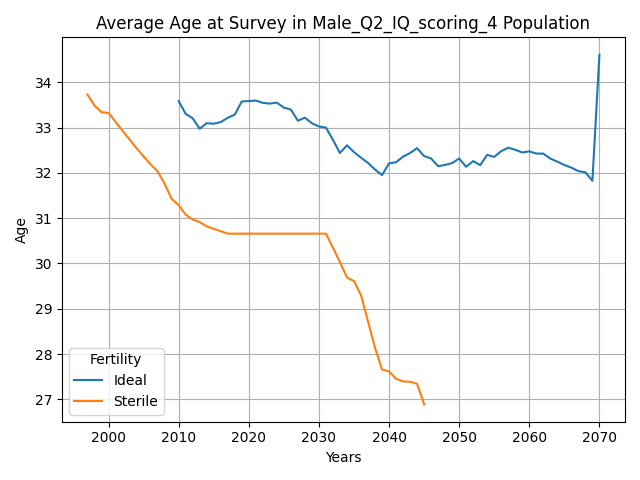 Average Age at Survey in Male_Q2_IQ_scoring_4 Population
34
33
32
31
30
29
28
27
Age
Fertility
Ideal
Sterile
2000 2010 2020 2030 2040 2050 2060 2070
Years